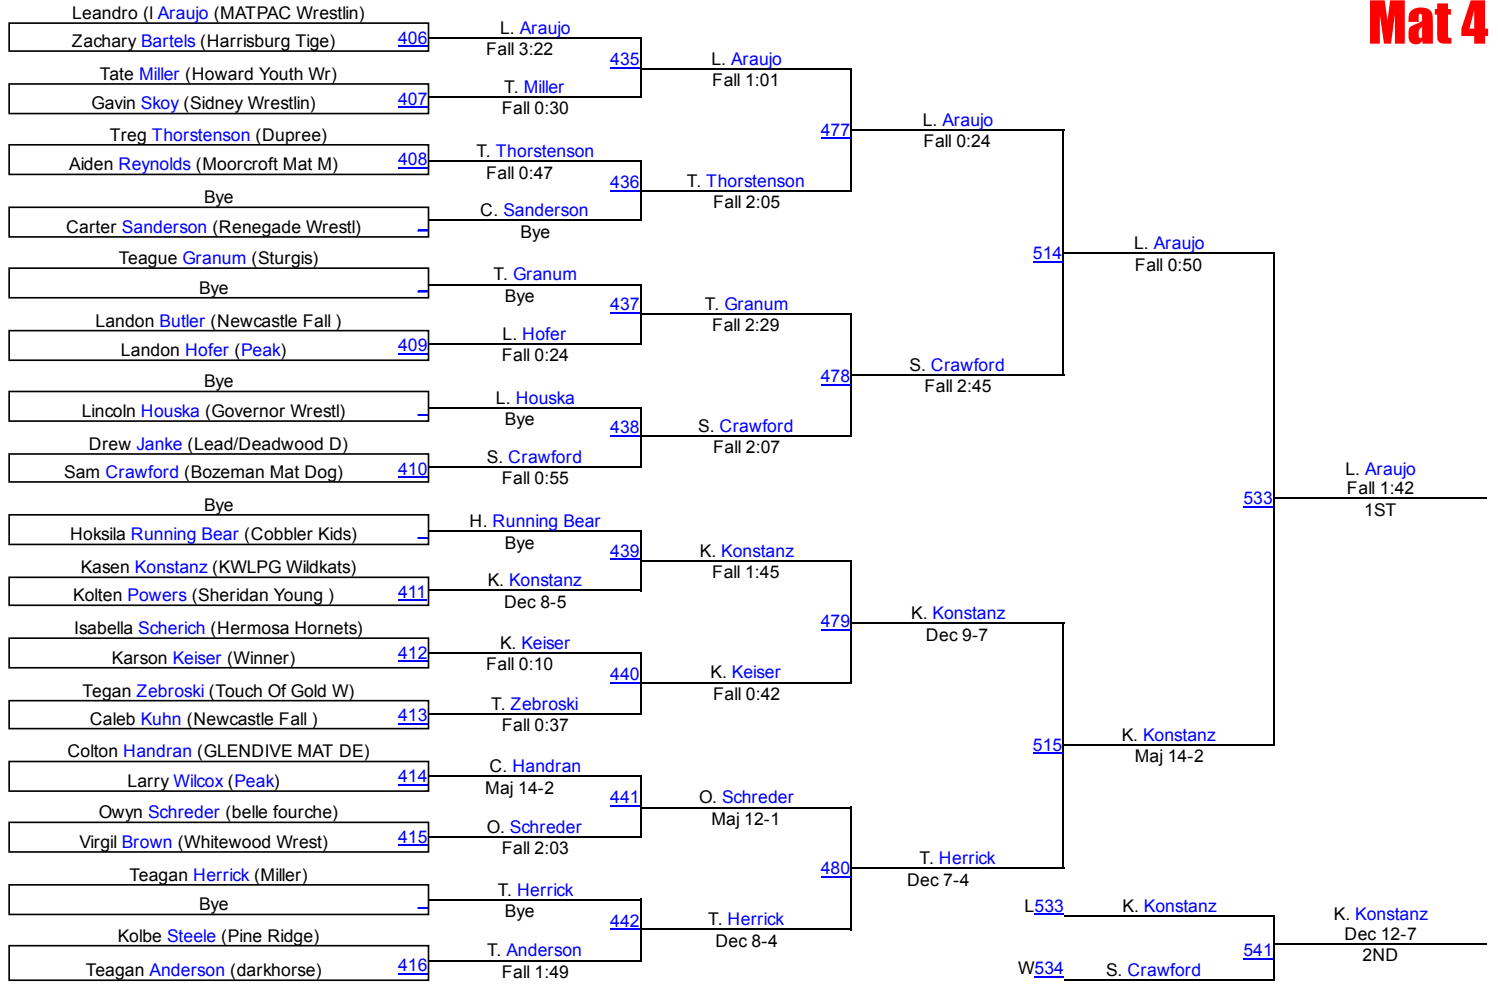 Mat 4
Leandro (l Araujo (MATPAC Wrestlin)
Zachary Bartels (Harrisburg Tige) 406
Tate Miller (Howard Youth Wr)
Gavin Skoy (Sidney Wrestlin) 407
Treg Thorstenson (Dupree)
Aiden Reynolds (Moorcroft Mat M) 408
Bye
Carter Sanderson (Renegade Wrestl) _
Teague Granum (Sturgis)
Bye _
Landon Butler (Newcastle Fall )
Landon Hofer (Peak) 409
Bye
Lincoln Houska (Governor Wrestl) _
Drew Janke (Lead/Deadwood D)
Sam Crawford (Bozeman Mat Dog) 410
Bye
Hoksila Running Bear (Cobbler Kids) _
Kasen Konstanz (KWLPG Wildkats)
Kolten Powers (Sheridan Young ) 411
Isabella Scherich (Hermosa Hornets)
Karson Keiser (Winner) 412
Tegan Zebroski (Touch Of Gold W)
Caleb Kuhn (Newcastle Fall ) 413
Colton Handran (GLENDIVE MAT DE)
Larry Wilcox (Peak) 414
Owyn Schreder (belle fourche)
Virgil Brown (Whitewood Wrest) 415
Teagan Herrick (Miller)
Bye _
Kolbe Steele (Pine Ridge)
Teagan Anderson (darkhorse) 416
L. Araujo
Fall 3:22
435
T. Miller
Fall 0:30
T. Thorstenson
Fall 0:47
436
C. Sanderson
Bye
T. Granum
Bye
437
L. Hofer
Fall 0:24
L. Houska
Bye
438
S. Crawford
Fall 0:55
H. Running Bear
Bye
439
K. Konstanz
Dec 8-5
K. Keiser
Fall 0:10
440
T. Zebroski
Fall 0:37
C. Handran
Maj 14-2
441
O. Schreder
Fall 2:03
T. Herrick
Bye
442
T. Anderson
Fall 1:49
L. Araujo
Fall 1:01
477
T. Thorstenson
Fall 2:05
T. Granum
Fall 2:29
478
S. Crawford
Fall 2:07
K. Konstanz
Fall 1:45
479
K. Keiser
Fall 0:42
O. Schreder
Maj 12-1
480
T. Herrick
Dec 8-4
L. Araujo
Fall 0:24
514
S. Crawford
Fall 2:45
K. Konstanz
Dec 9-7
515
T. Herrick
Dec 7-4
L. Araujo
Fall 0:50
533
K. Konstanz
Maj 14-2
L. Araujo
Fall 1:42
1ST
L533 K. Konstanz
541
W534 S. Crawford
K. Konstanz
Dec 12-7
2ND